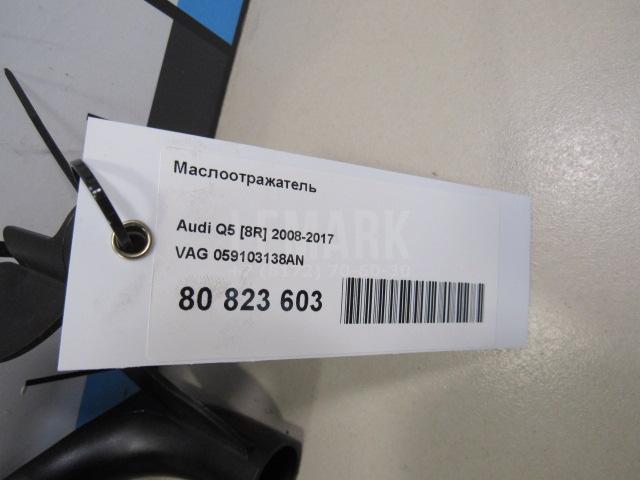 Маслоотражатель
Audi Q5 [8R] 2008-2017
VAG 059103138AN
80 823 603